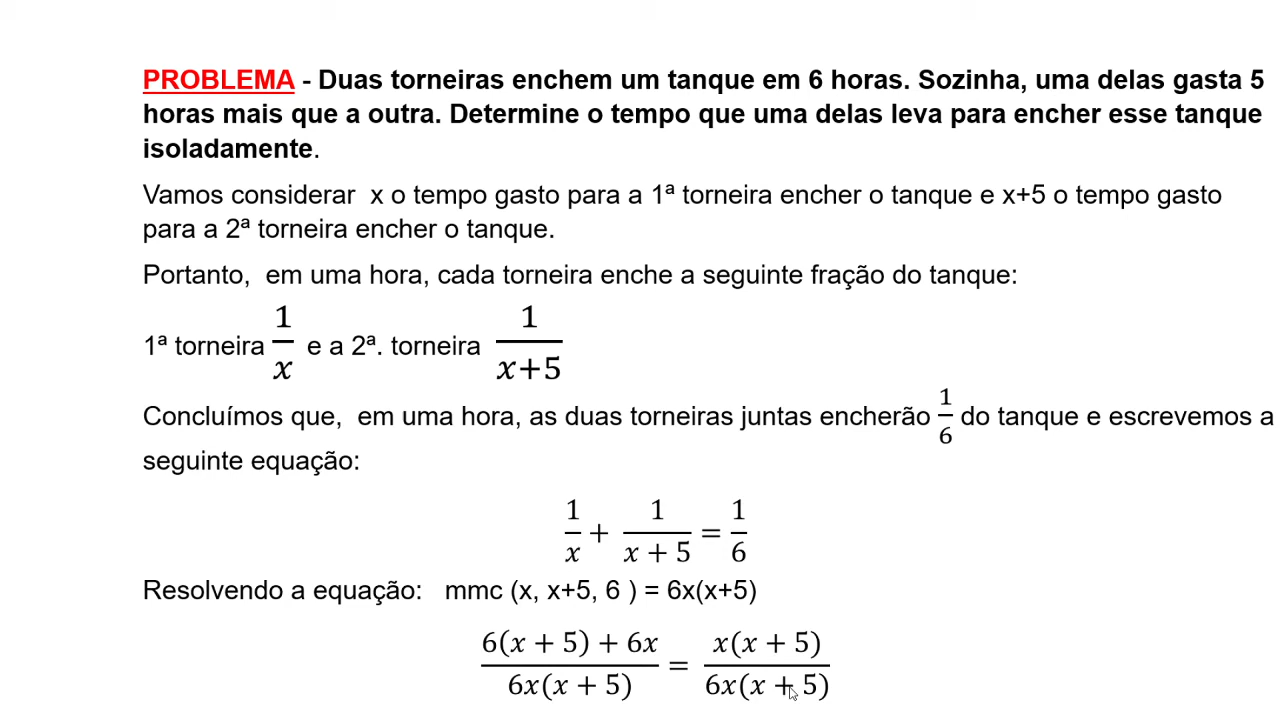 PROBLEMA - Duas torneiras enchem um tanque em 6 horas. Sozinha, uma delas gasta 5
horas mais que a outra. Determine o tempo que uma delas leva para encher esse tanque
isoladamente.
Vamos considerar x o tempo gasto para a 1ª torneira encher o tanque e x+5 o tempo gasto
para a 2ª torneira encher o tanque.
Portanto, em uma hora, cada torneira enche a seguinte fração do tanque:
1ª torneira 1/x e a 2ª. torneira 1/(x+5)
Concluímos que, em uma hora, as duas torneiras juntas encherão 1/6 do tanque e escrevemos a
seguinte equação:
1/x + 1/(x + 5) = 1/6
Resolvendo a equação: mmc (x, x+5, 6 ) = 6x(x+5)
(6(x + 5) + 6x)/(6x(x + 5)) = (x(x + 5))/(6x(x + 5))